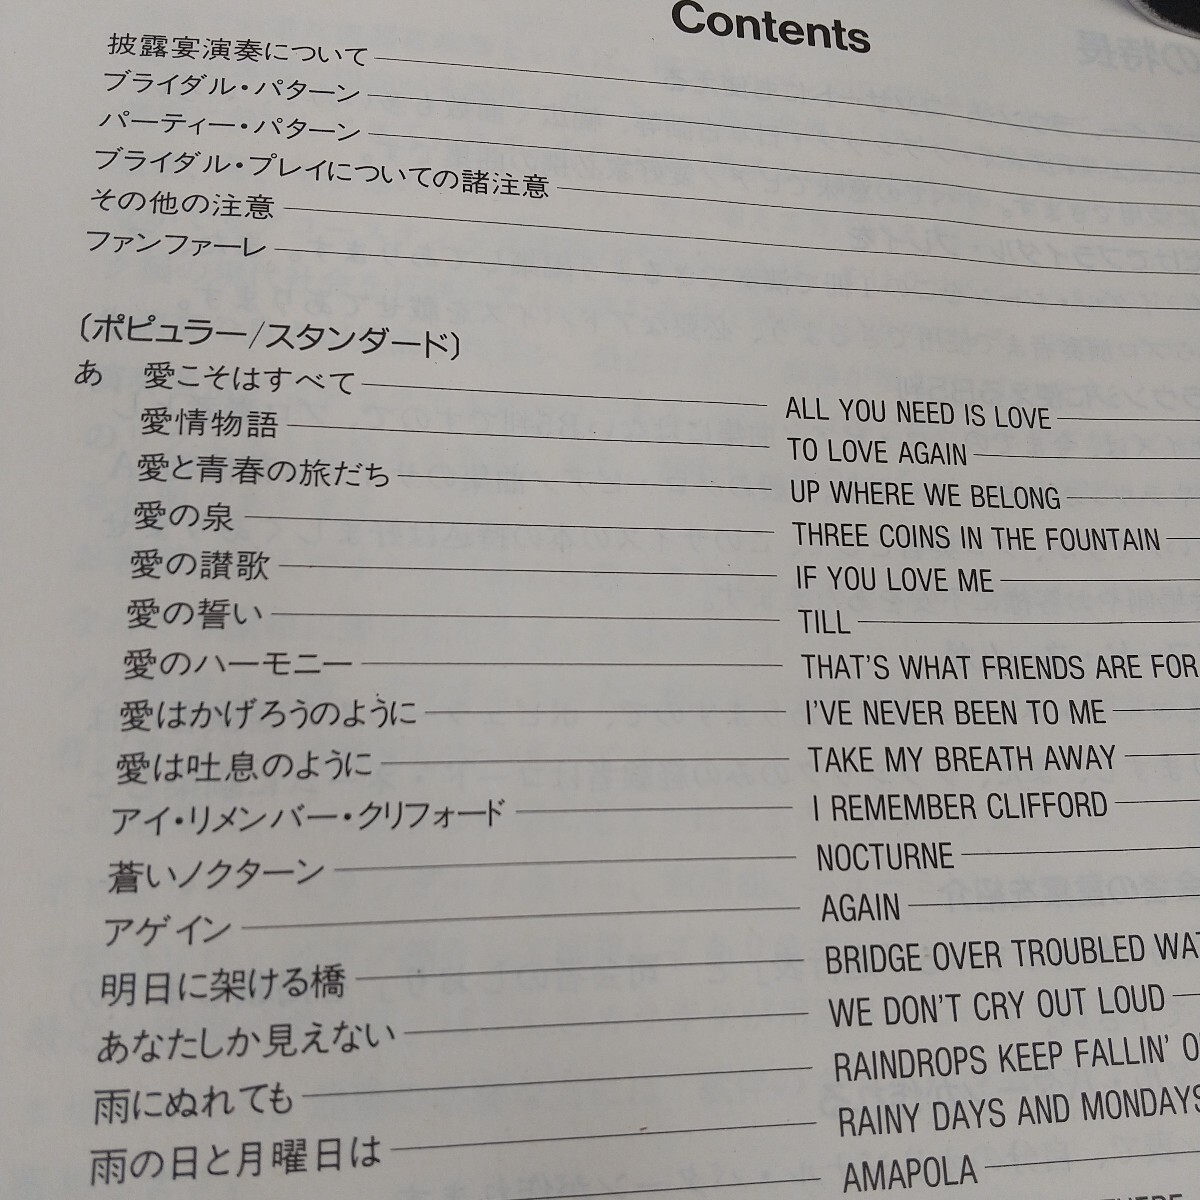 Contents
披露宴演奏について
ブライダル・パターン
パーティー・パターン
ブライダル・プレイについての諸注意
その他の注意
ファンファーレ
〔ポピュラー/スタンダード〕
あ 愛こそはすべて ALL YOU NEED IS LOVE
愛情物語 TO LOVE AGAIN
愛と青春の旅だち UP WHERE WE BELONG
愛の泉 THREE COINS IN THE FOUNTAIN
愛の讃歌 IF YOU LOVE ME
愛の誓い TILL
愛のハーモニー THAT'S WHAT FRIENDS ARE FOR
愛はかげろうのように I'VE NEVER BEEN TO ME
愛は吐息のように TAKE MY BREATH AWAY
アイ・リメンバー・クリフォード I REMEMBER CLIFFORD
蒼いノクターン NOCTURNE
アゲイン AGAIN
明日に架ける橋 BRIDGE OVER TROUBLED WAT
あなたしか見えない WE DON'T CRY OUT LOUD
雨にぬれても RAINDROPS KEEP FALLIN' O
雨の日と月曜日は RAINY DAYS AND MONDAYS
AMAPOLA